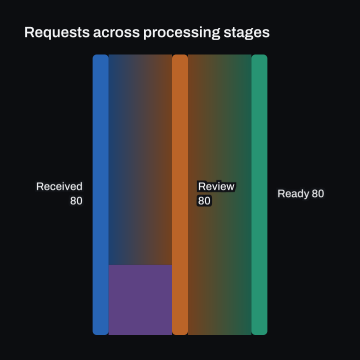 Requests across processing stages
Received
80
Review
80
Ready 80